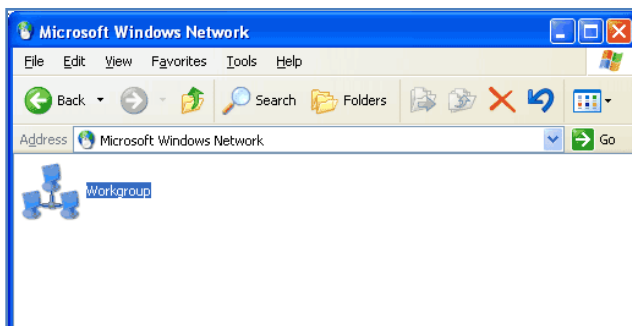 Microsoft Windows Network
File Edit View Favorites Tools Help
Back Search Folders
Address Microsoft Windows Network Go
Workgroup